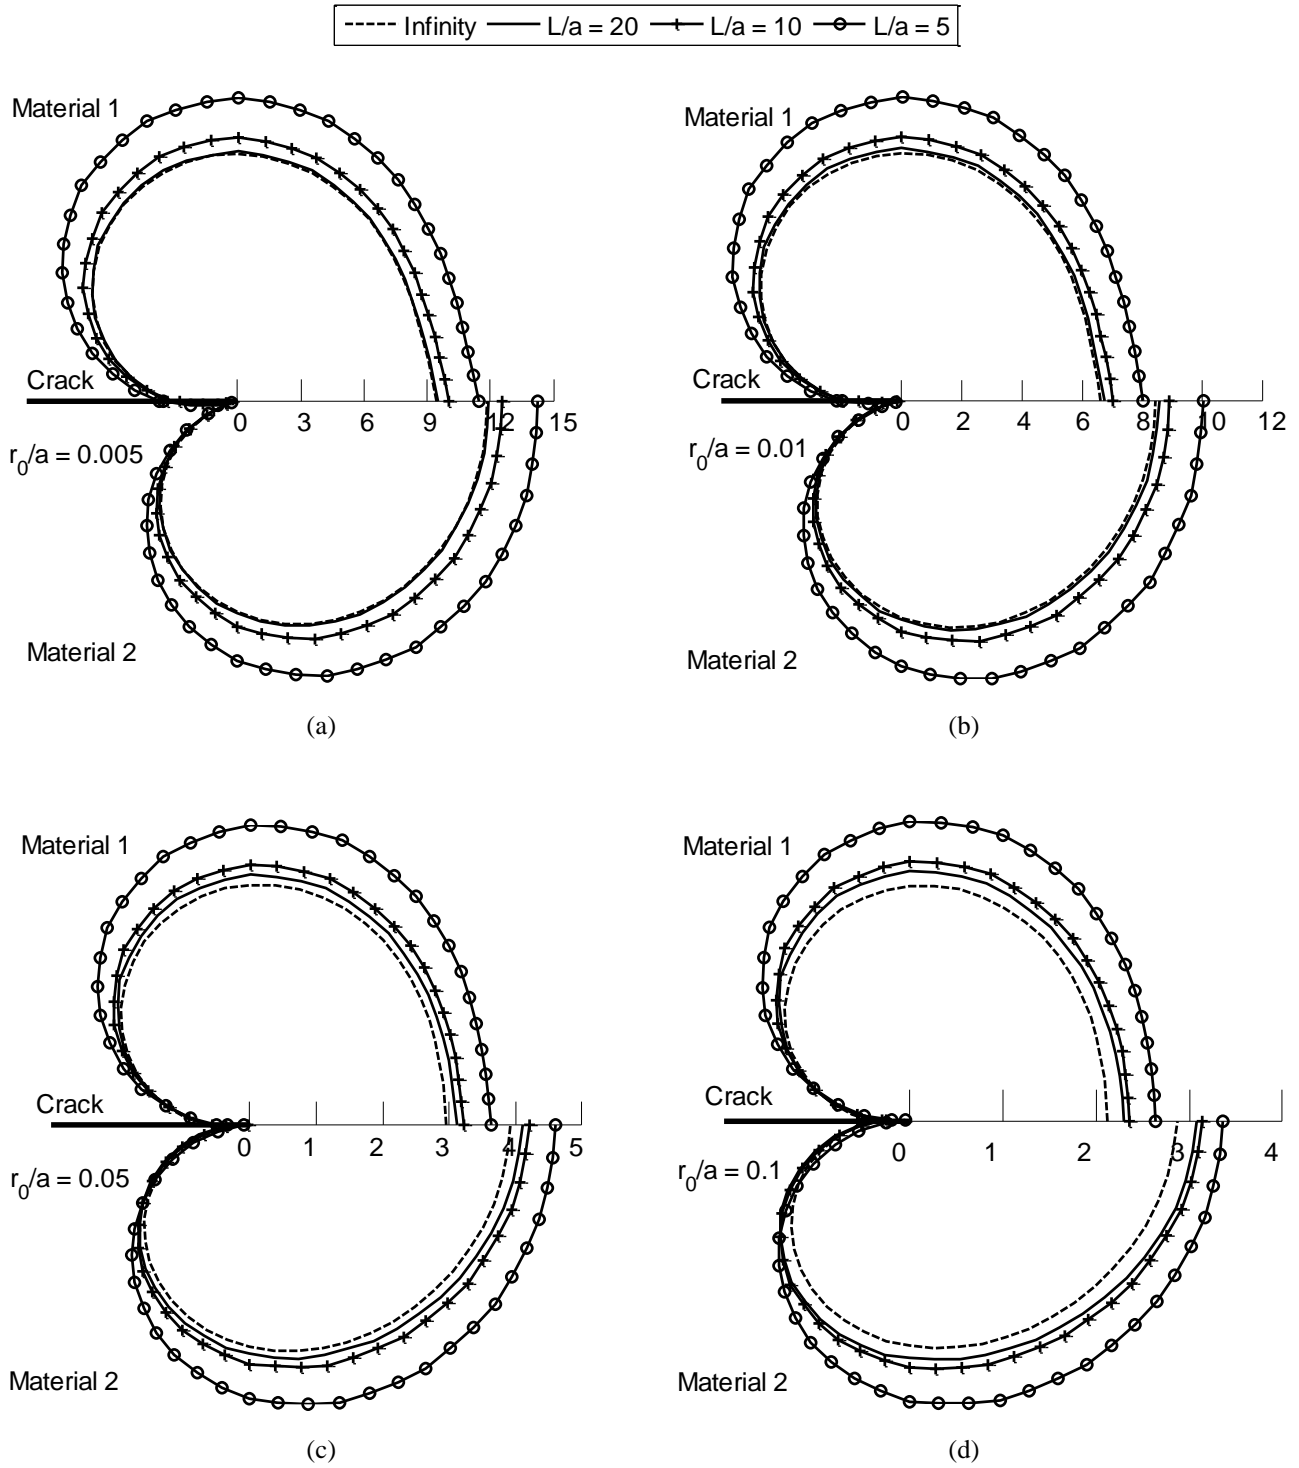 Infinity L/a = 20 L/a = 10 L/a = 5
Material 1
Crack
0 3 6 9 12 15
r0/a = 0.005
Material 2
(a)
Material 1
Crack
0 2 4 6 8 10 12
r0/a = 0.01
Material 2
(b)
Material 1
Crack
0 1 2 3 4 5
r0/a = 0.05
Material 2
(c)
Material 1
Crack
0 1 2 3 4
r0/a = 0.1
Material 2
(d)